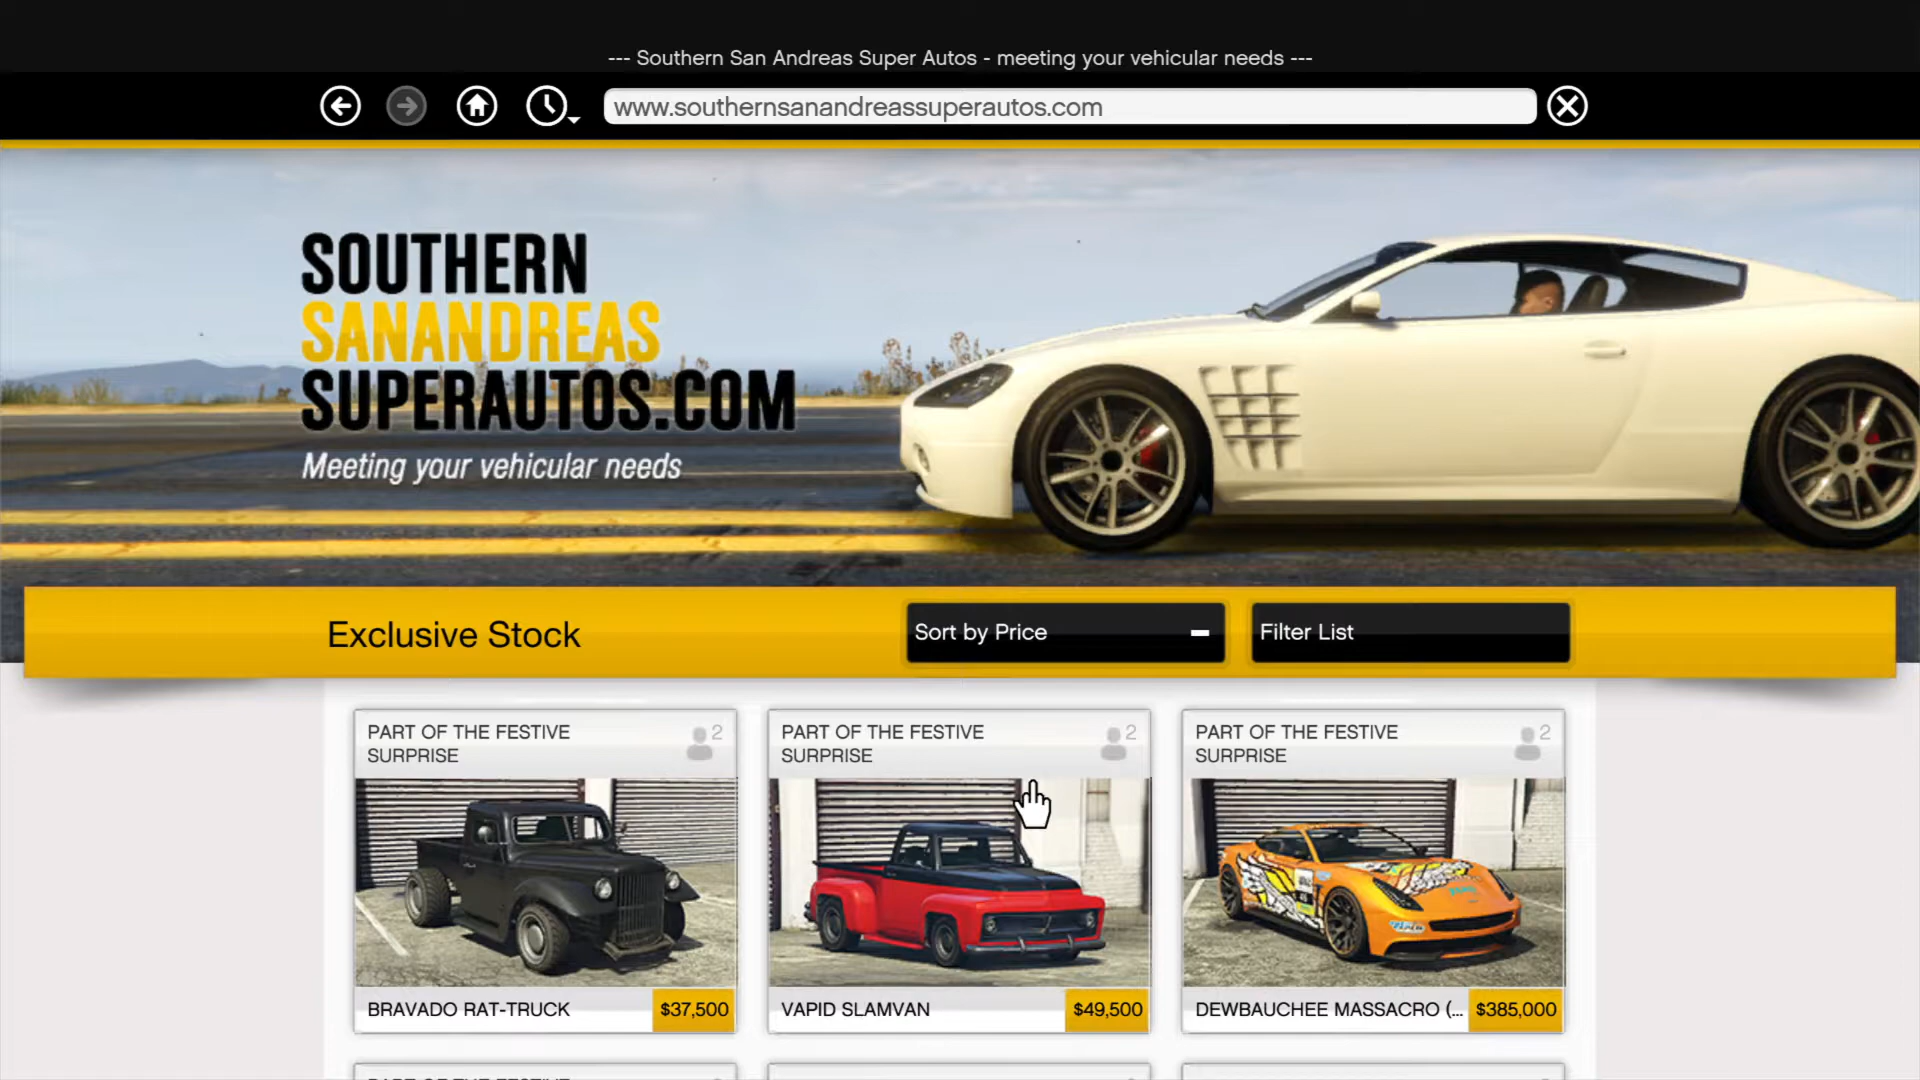 --- Southern San Andreas Super Autos - meeting your vehicular needs ---
www.southernsanandreassuperautos.com
SOUTHERN
SANANDREAS
SUPERAUTOS.COM
Meeting your vehicular needs
Exclusive Stock
Sort by Price
Filter List
PART OF THE FESTIVE
SURPRISE
2
BRAVADO RAT-TRUCK
$37,500
PART OF THE FESTIVE
SURPRISE
2
VAPID SLAMVAN
$49,500
PART OF THE FESTIVE
SURPRISE
2
DEWBAUCHEE MASSACRO (...
$385,000